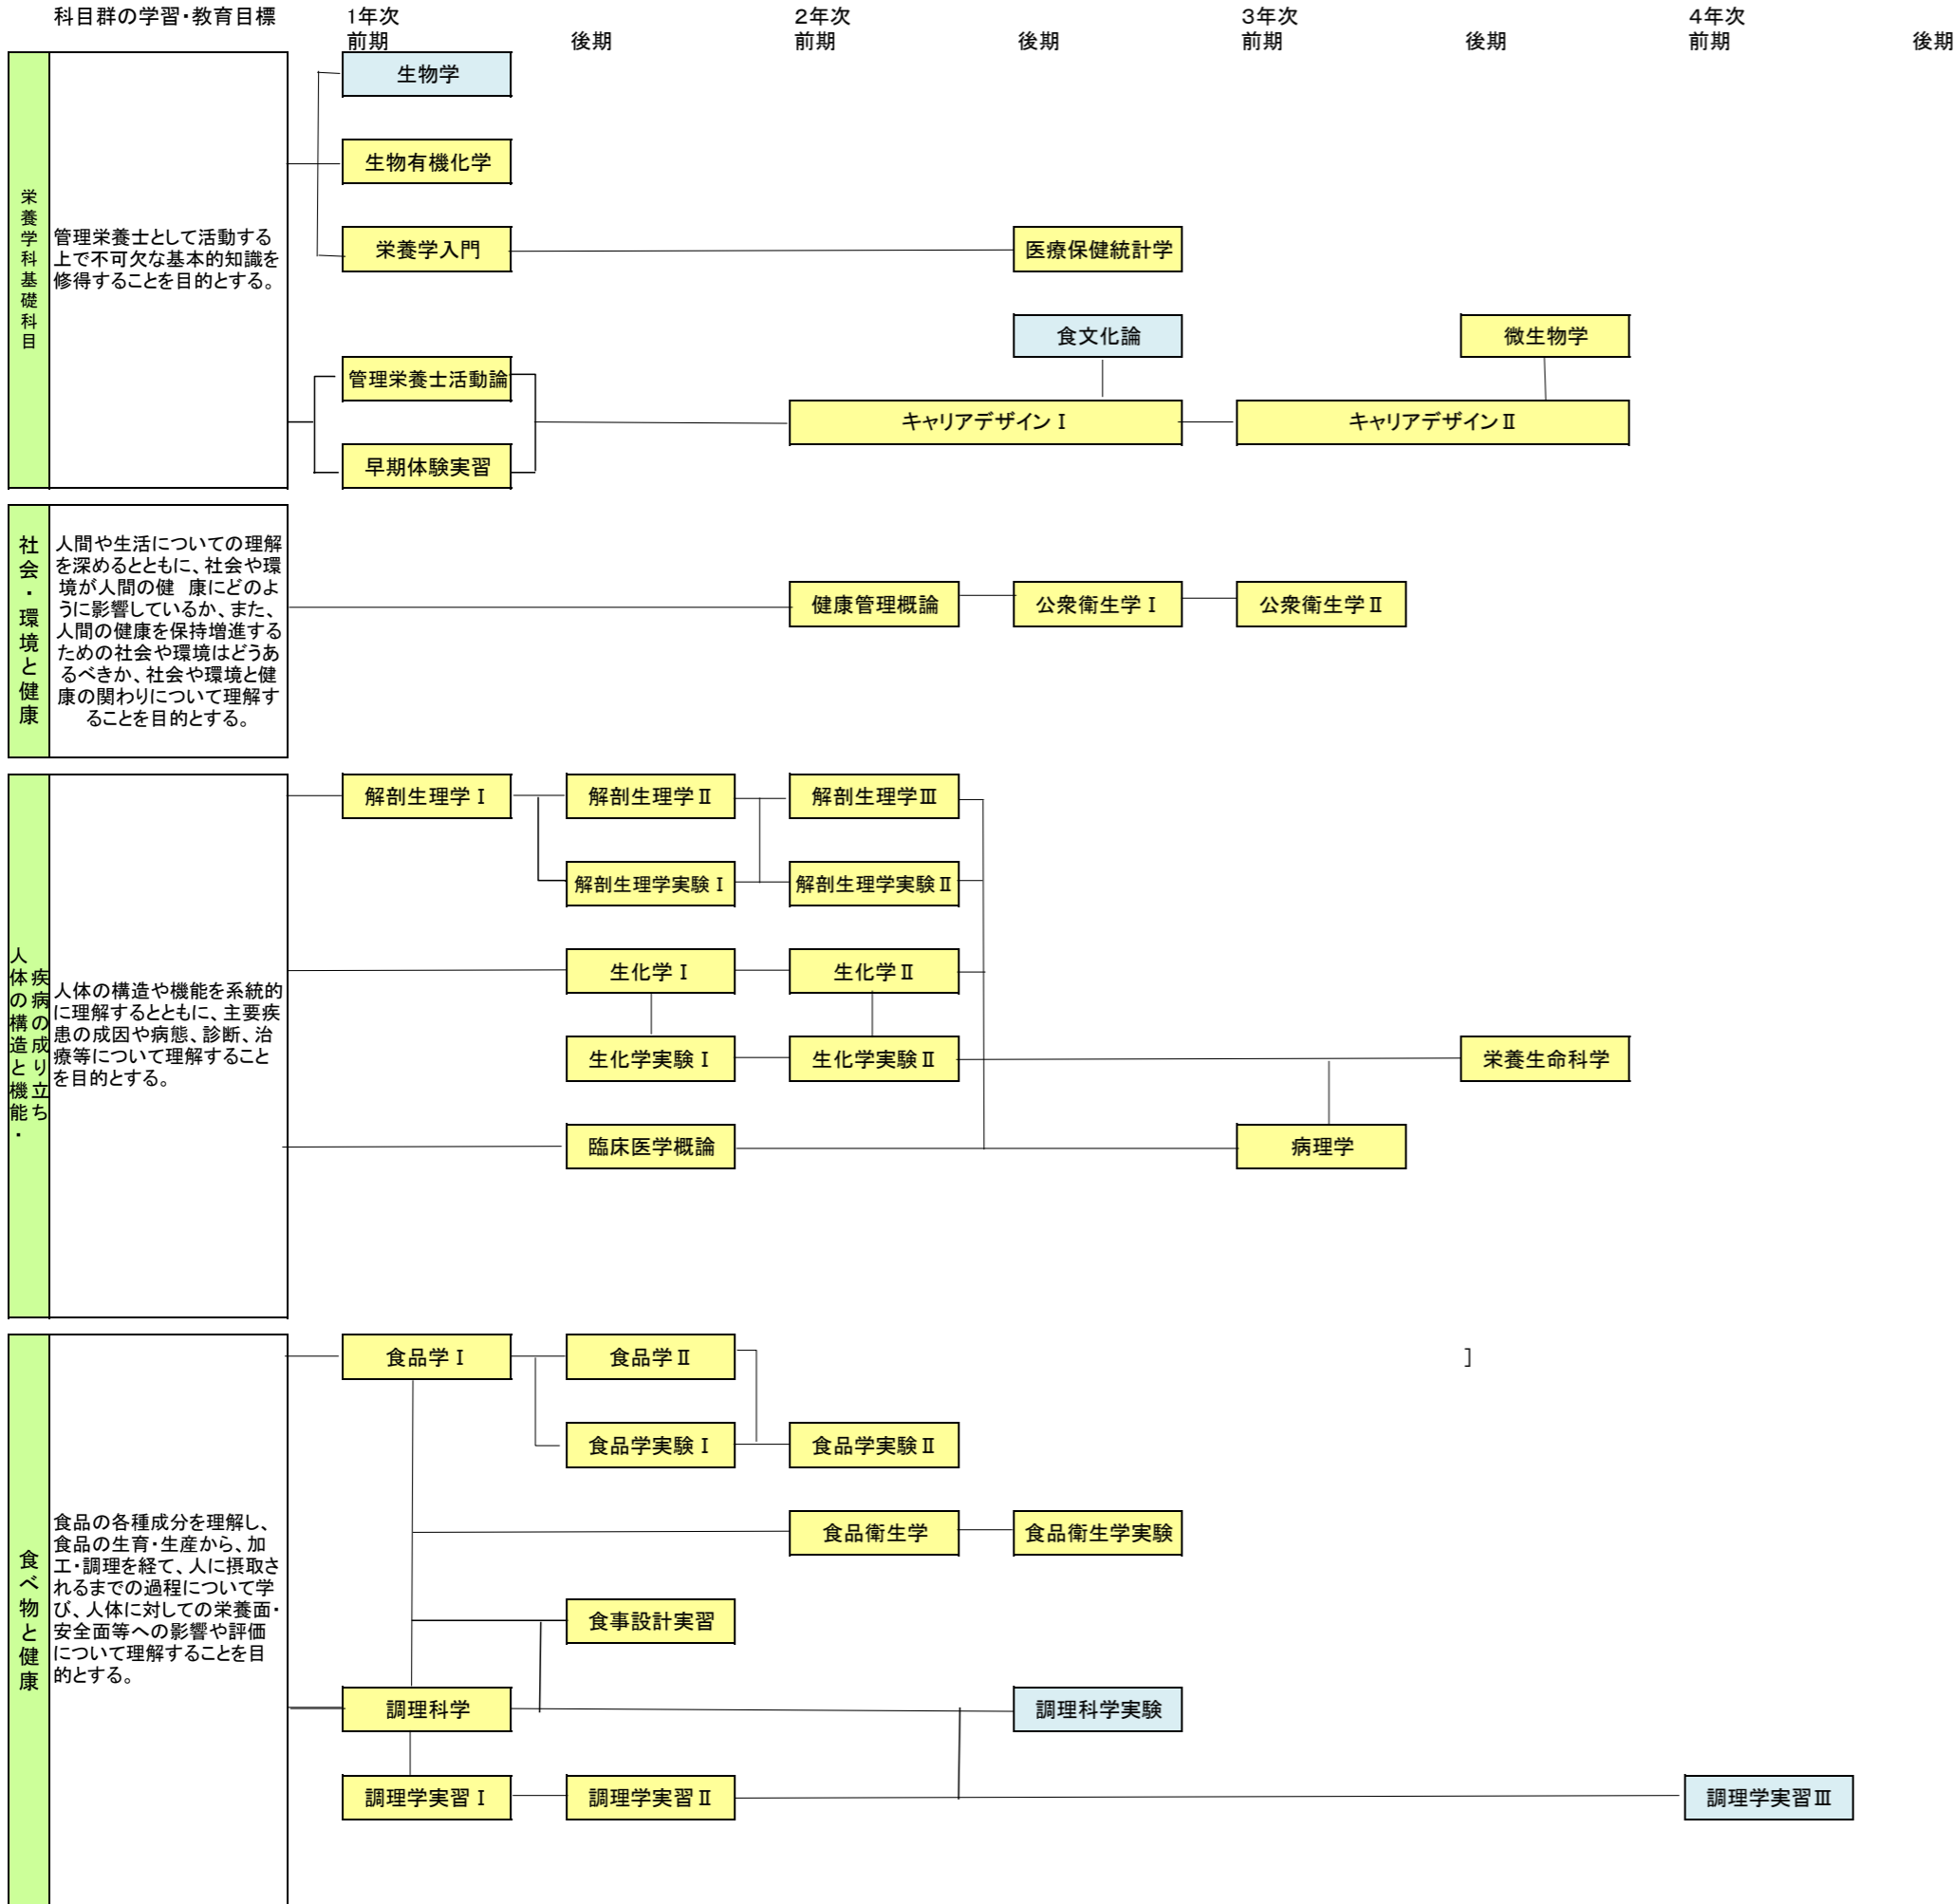 科目群の学習・教育目標
1年次
2年次
3年次
4年次
前期
後期
前期
後期
前期
後期
前期
後期
栄養学科基礎科目
管理栄養士として活動する
上で不可欠な基本的知識を
修得することを目的とする。
生物学
生物有機化学
栄養学入門
医療保健統計学
食文化論
微生物学
管理栄養士活動論
キャリアデザインⅠ
キャリアデザインⅡ
早期体験実習
社会・環境と健康
人間や生活についての理解
を深めるとともに、社会や環
境が人間の健 康にどのよ
うに影響しているか、また、
人間の健康を保持増進する
ための社会や環境はどうあ
るべきか、社会や環境と健
康の関わりについて理解す
ることを目的とする。
健康管理概論
公衆衛生学Ⅰ
公衆衛生学Ⅱ
人体の構造と機能・
疾病の成り立ち
人体の構造や機能を系統的
に理解するとともに、主要疾
患の成因や病態、診断、治
療等について理解すること
を目的とする。
解剖生理学Ⅰ
解剖生理学Ⅱ
解剖生理学Ⅲ
解剖生理学実験Ⅰ
解剖生理学実験Ⅱ
生化学Ⅰ
生化学Ⅱ
生化学実験Ⅰ
生化学実験Ⅱ
栄養生命科学
臨床医学概論
病理学
食べ物と健康
食品の各種成分を理解し、
食品の生育・生産から、加
工・調理を経て、人に摂取さ
れるまでの過程について学
び、人体に対しての栄養面・
安全面等への影響や評価
について理解することを目
的とする。
食品学Ⅰ
食品学Ⅱ
]
食品学実験Ⅰ
食品学実験Ⅱ
食品衛生学
食品衛生学実験
食事設計実習
調理科学
調理科学実験
調理学実習Ⅰ
調理学実習Ⅱ
調理学実習Ⅲ